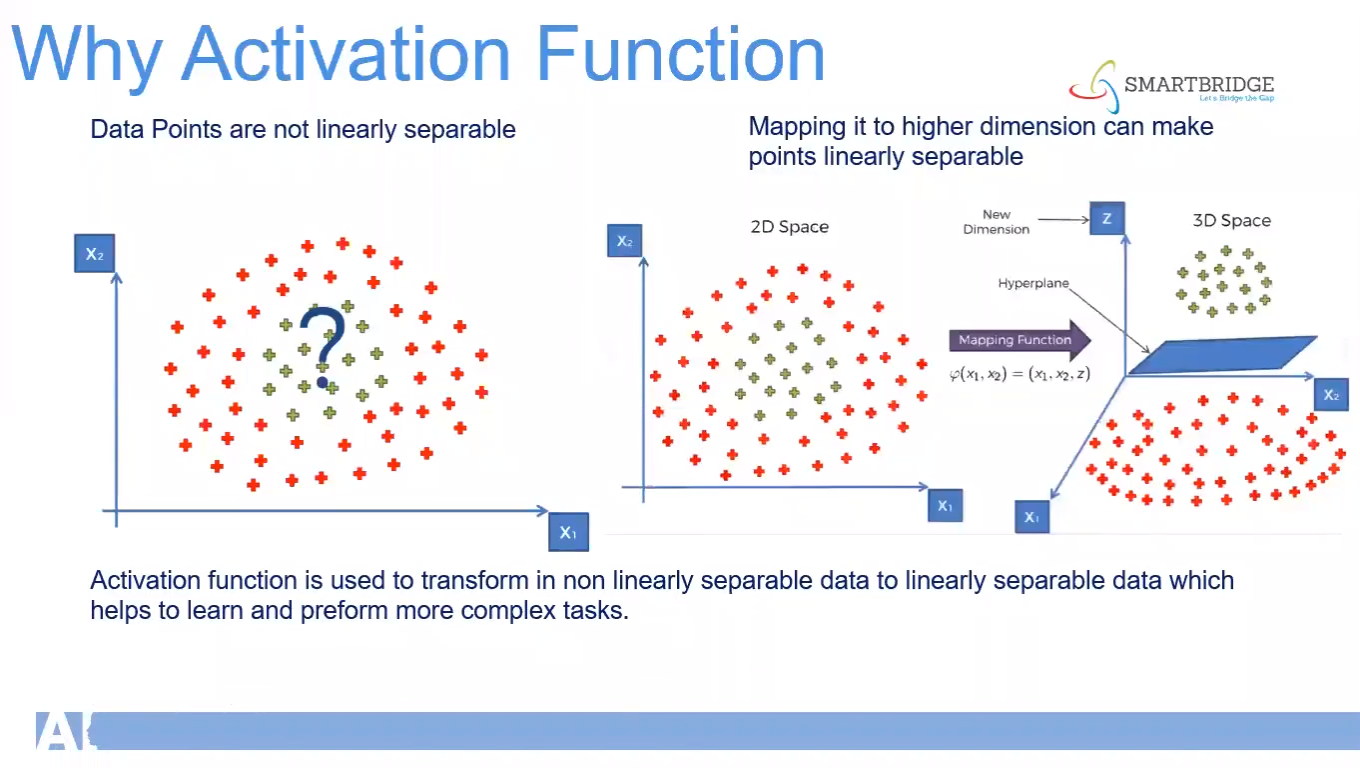 Why Activation Function
SMARTBRIDGE
Let's Bridge the Gap
Data Points are not linearly separable
Mapping it to higher dimension can make
points linearly separable
X₂
?
X₁
X₂
2D Space
X₁
New
Dimension
Z
3D Space
Hyperplane
Mapping Function
φ(x₁, x₂) = (x₁, x₂, z)
X₂
X₁
Activation function is used to transform in non linearly separable data to linearly separable data which
helps to learn and preform more complex tasks.